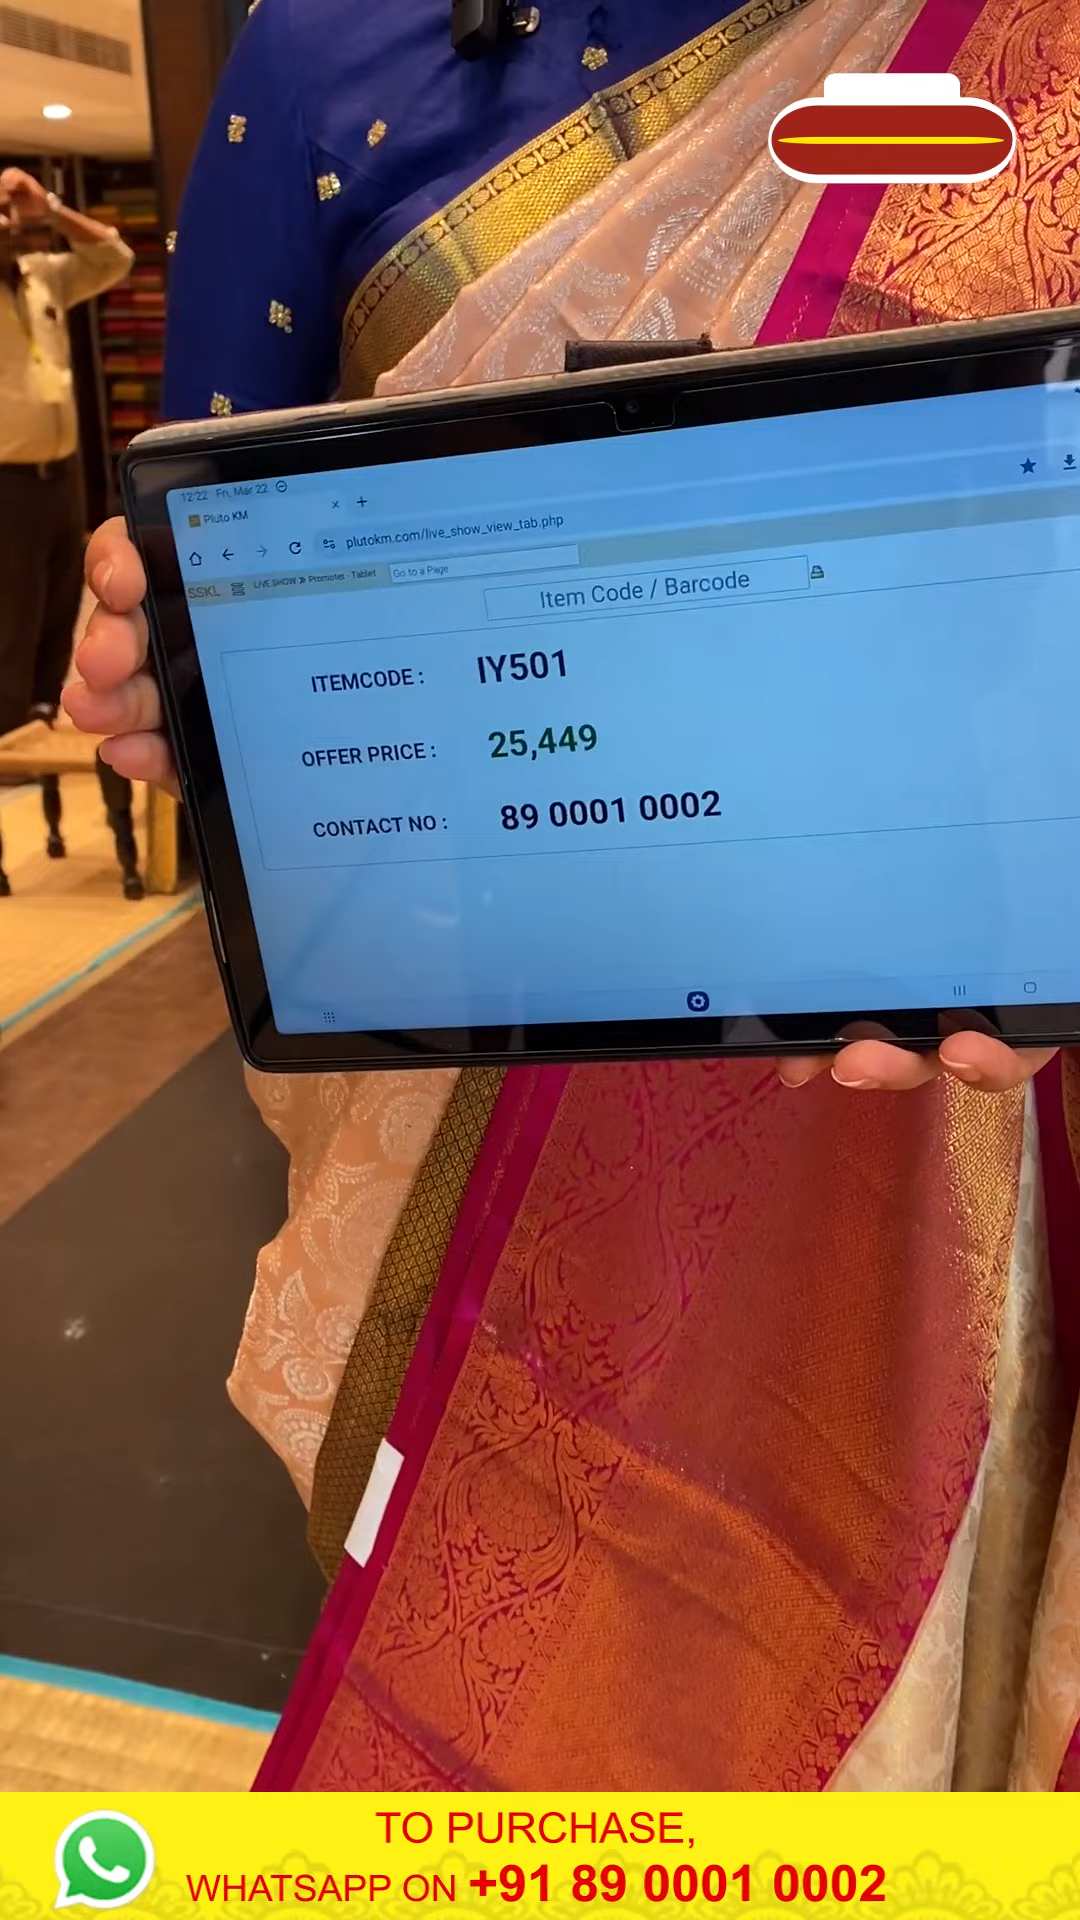 12:22 Fri, Mar 22
Pluto KM
plutokm.com/live_show_view_tab.php
SSKL LIVE SHOW » Promoter - Tablet Go to a Page
Item Code / Barcode
ITEMCODE : IY501
OFFER PRICE : 25,449
CONTACT NO : 89 0001 0002
TO PURCHASE,
WHATSAPP ON +91 89 0001 0002